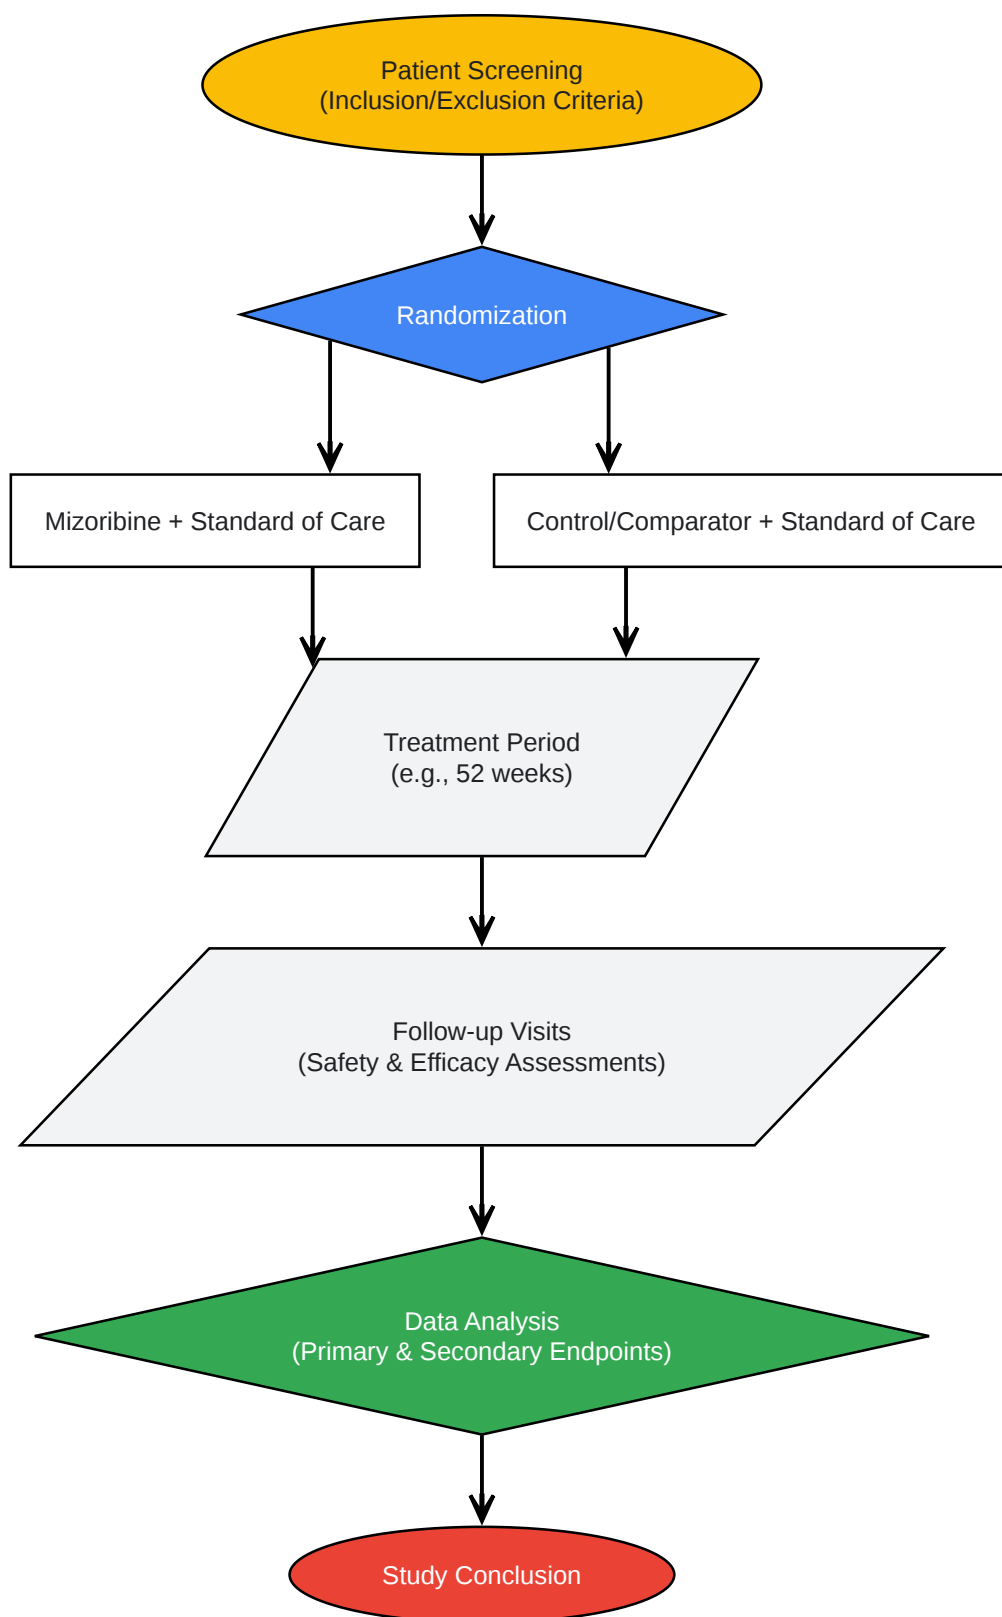 Patient Screening
(Inclusion/Exclusion Criteria)
Randomization
Mizoribine + Standard of Care
Control/Comparator + Standard of Care
Treatment Period
(e.g., 52 weeks)
Follow-up Visits
(Safety & Efficacy Assessments)
Data Analysis
(Primary & Secondary Endpoints)
Study Conclusion